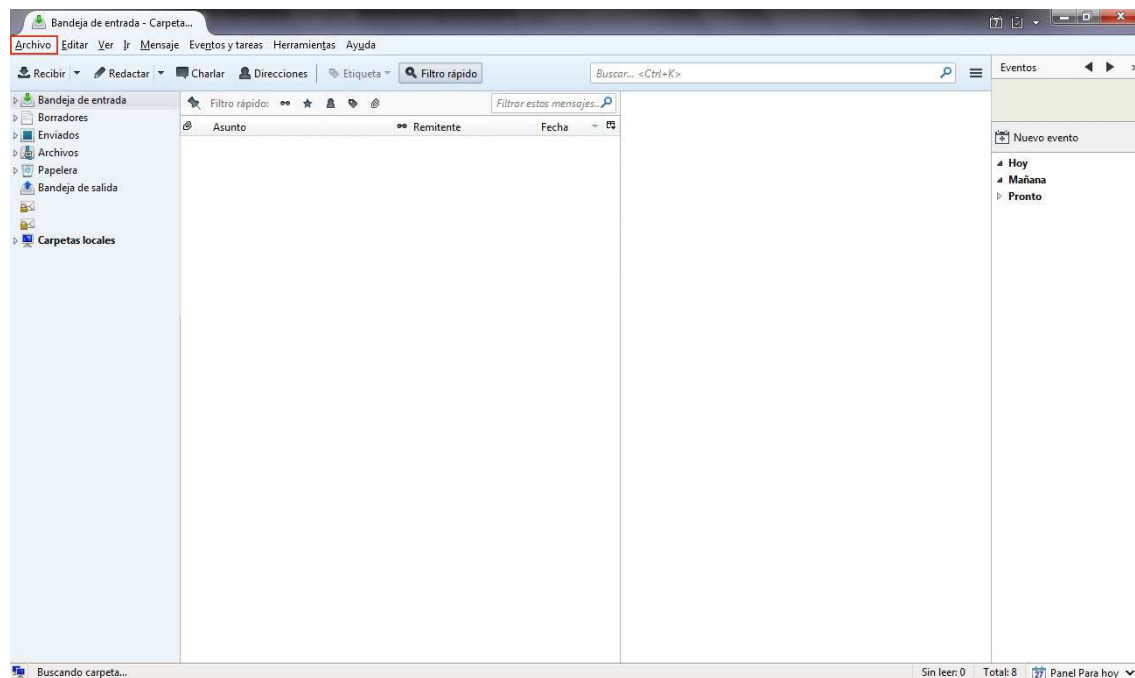 Bandeja de entrada - Carpeta...
Archivo Editar Ver Ir Mensaje Eventos y tareas Herramientas Ayuda
Recibir Redactar Charlar Direcciones Etiqueta Filtro rápido Buscar... <Ctrl+K> Eventos
Bandeja de entrada
Borradores
Enviados
Archivos
Papelera
Bandeja de salida
Carpetas locales
Filtro rápido: Filtrar estos mensajes...
Asunto Remitente Fecha
Nuevo evento
Hoy
Mañana
Pronto
Buscando carpeta... Sin leer: 0 Total: 8 27 Panel Para hoy